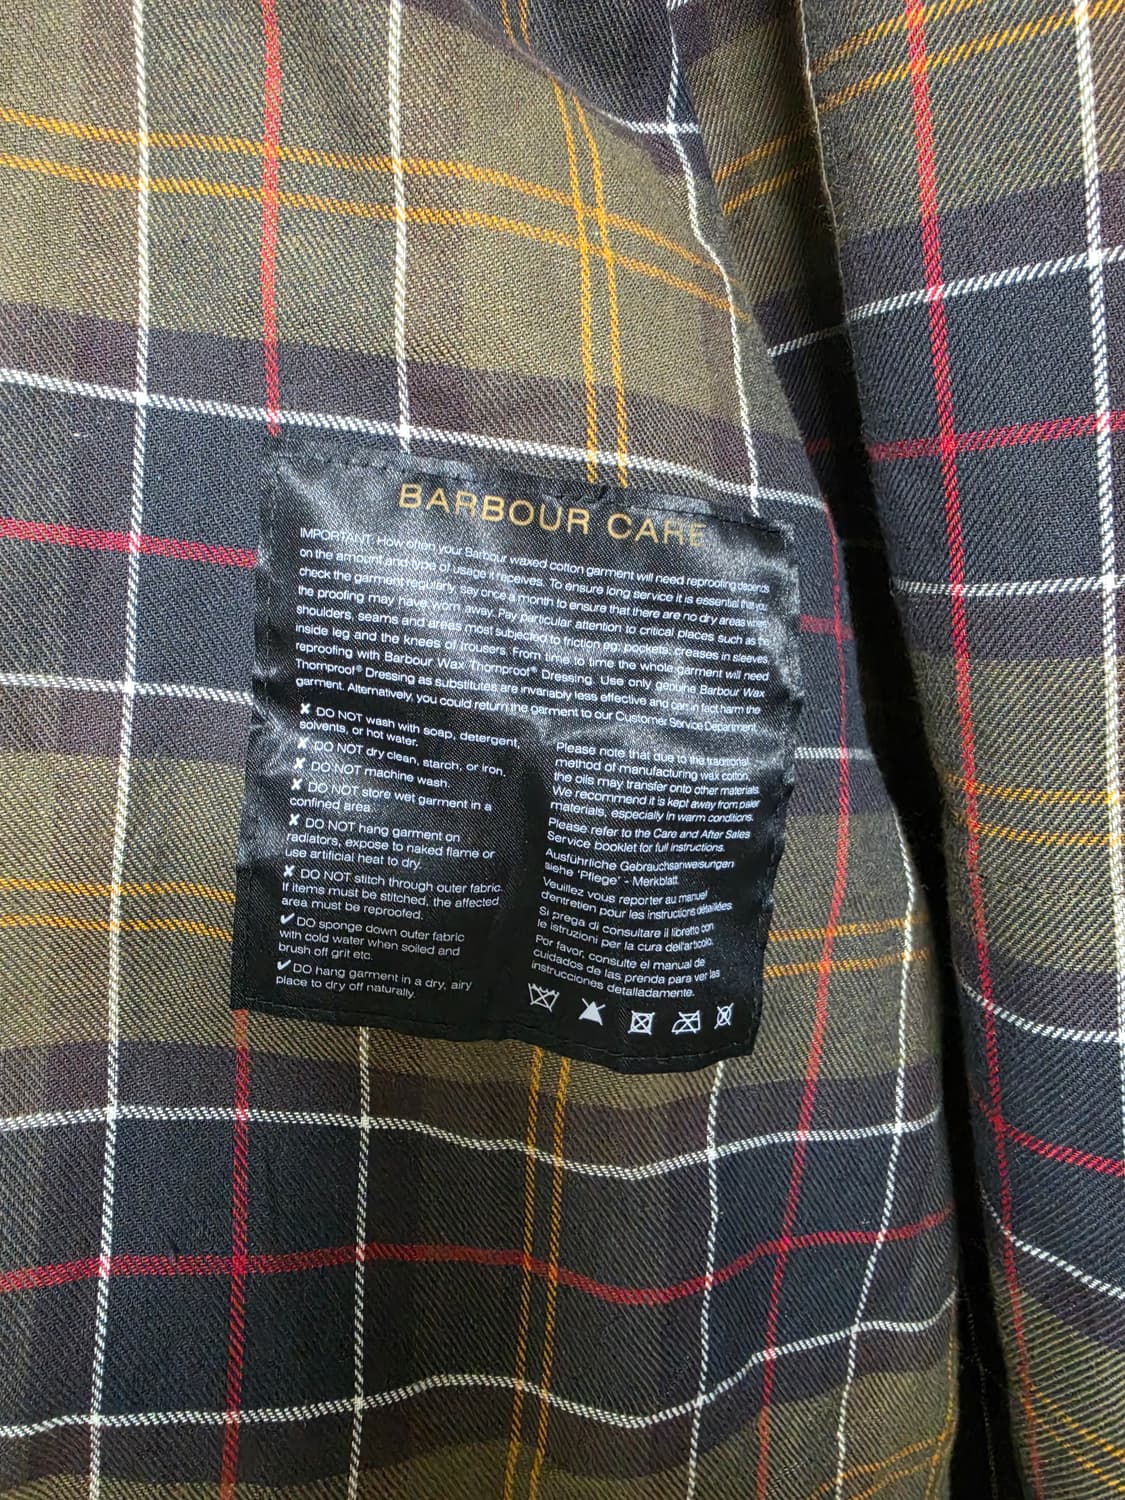 BARBOUR CARE
IMPORTANT: How often your Barbour waxed cotton garment will need reproofing depends
on the amount and type of usage it receives. To ensure long service it is essential that you
check the garment regularly, say once a month to ensure that there are no dry areas where
the proofing may have worn away. Pay particular attention to critical places such as the
shoulders, seams and areas most subjected to friction eg: pockets, creases in sleeves
inside leg and the knees of trousers. From time to time the whole garment will need
reproofing with Barbour Wax Thornproof® Dressing. Use only genuine Barbour Wax
Thornproof® Dressing as substitutes are invariably less effective and can in fact harm the
garment. Alternatively, you could return the garment to our Customer Service Department.
✘ DO NOT wash with soap, detergent,
solvents, or hot water.
✘ DO NOT dry clean, starch, or iron.
✘ DO NOT machine wash.
✘ DO NOT store wet garment in a
confined area.
✘ DO NOT hang garment on
radiators, expose to naked flame or
use artificial heat to dry.
✘ DO NOT stitch through outer fabric.
If items must be stitched, the affected
area must be reproofed.
✔ DO sponge down outer fabric
with cold water when soiled and
brush off grit etc.
✔ DO hang garment in a dry, airy
place to dry off naturally.
Please note that due to the traditional
method of manufacturing wax cotton,
the oils may transfer onto other materials.
We recommend it is kept away from paler
materials, especially in warm conditions.
Please refer to the Care and After Sales
Service booklet for full instructions.
Ausführliche Gebrauchsanweisungen
siehe 'Pflege' - Merkblatt.
Veuillez vous reporter au manuel
d'entretien pour les instructions détaillées.
Si prega di consultare il libretto con
le istruzioni per la cura dell'articolo.
Por favor, consulte el manual de
cuidados de las prenda para ver las
instrucciones detalladamente.